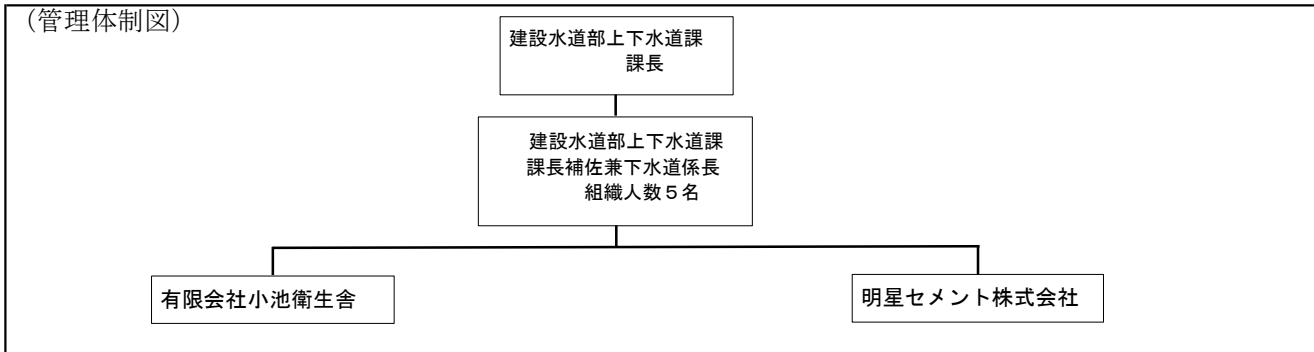 （管理体制図）
建設水道部上下水道課
課長
建設水道部上下水道課
課長補佐兼下水道係長
組織人数５名
有限会社小池衛生舎
明星セメント株式会社